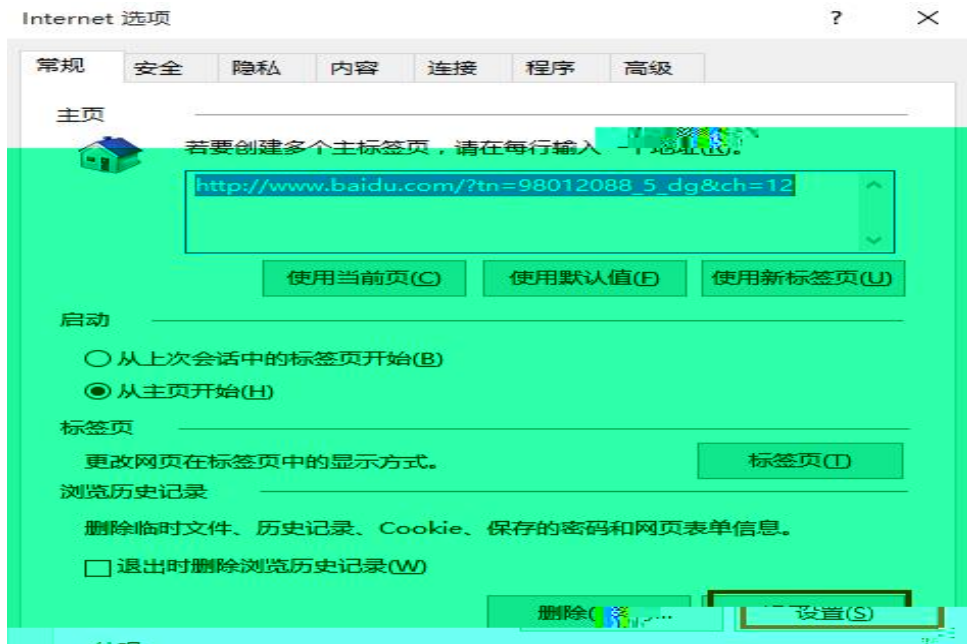 Internet 选项
常规 安全 隐私 内容 连接 程序 高级
主页
若要创建多个主标签页，请在每行输入一个地址(R)。
http://www.baidu.com/?tn=98012088_5_dg&ch=12
使用当前页(C) 使用默认值(F) 使用新标签页(U)
启动
从上次会话中的标签页开始(B)
从主页开始(H)
标签页
更改网页在标签页中的显示方式。 标签页(T)
浏览历史记录
删除临时文件、历史记录、Cookie、保存的密码和网页表单信息。
退出时删除浏览历史记录(W)
删除 设置(S)